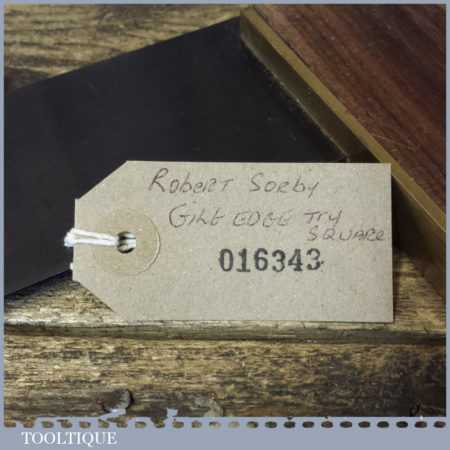 Robert Sorby
Gilt EDGE Try
SQUARE
016343
TOOLTIQUE